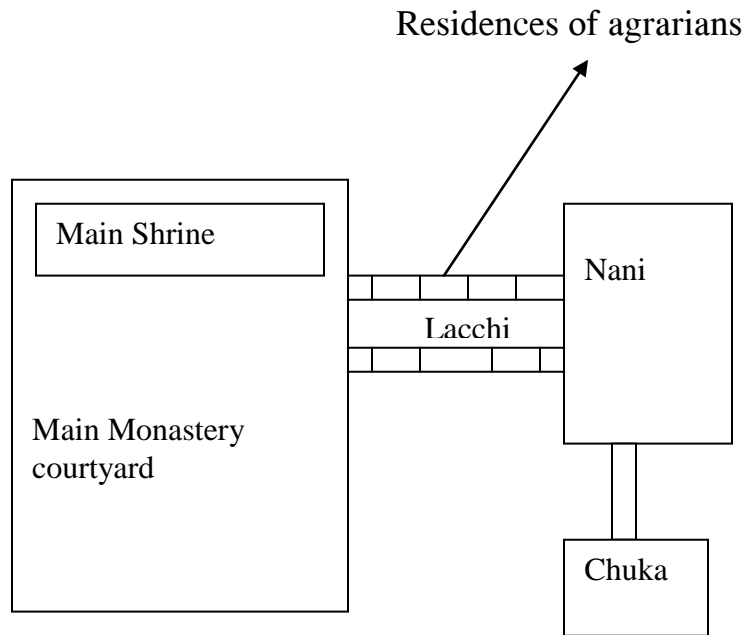 Residences of agrarians
Main Shrine
Nani
Lacchi
Main Monastery
courtyard
Chuka